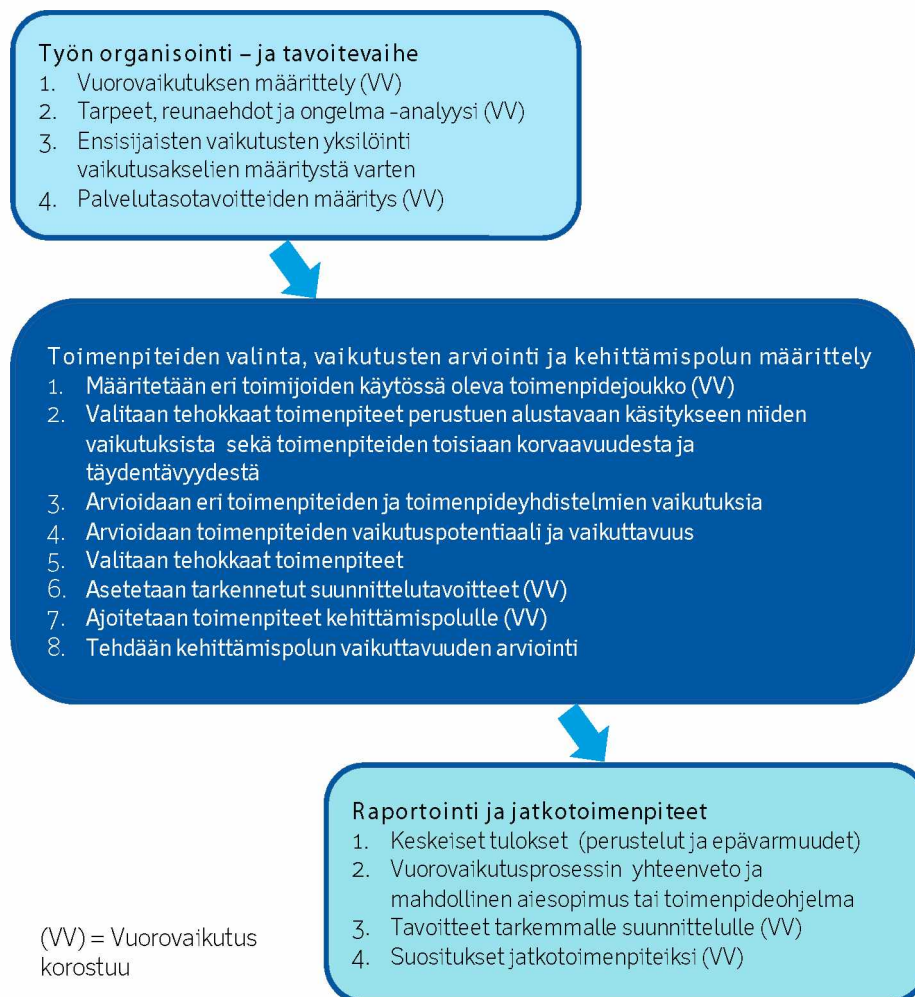 Työn organisointi – ja tavoitevaihe
1. Vuorovaikutuksen määrittely (VV)
2. Tarpeet, reunaehdot ja ongelma -analyysi (VV)
3. Ensisijaisten vaikutusten yksilöinti
vaikutusakselien määritystä varten
4. Palvelutasotavoitteiden määritys (VV)
Toimenpiteiden valinta, vaikutusten arviointi ja kehittämispolun määrittely
1. Määritetään eri toimijoiden käytössä oleva toimenpidejoukko (VV)
2. Valitaan tehokkaat toimenpiteet perustuen alustavaan käsitykseen niiden
vaikutuksista sekä toimenpiteiden toisiaan korvaavuudesta ja
täydentävyydestä
3. Arvioidaan eri toimenpiteiden ja toimenpideyhdistelmien vaikutuksia
4. Arvioidaan toimenpiteiden vaikutuspotentiaali ja vaikuttavuus
5. Valitaan tehokkaat toimenpiteet
6. Asetetaan tarkennetut suunnittelutavoitteet (VV)
7. Ajoitetaan toimenpiteet kehittämispolulle (VV)
8. Tehdään kehittämispolun vaikuttavuuden arviointi
Raportointi ja jatkotoimenpiteet
1. Keskeiset tulokset (perustelut ja epävarmuudet)
2. Vuorovaikutusprosessin yhteenveto ja
mahdollinen aiesopimus tai toimenpideohjelma
3. Tavoitteet tarkemmalle suunnittelulle (VV)
4. Suositukset jatkotoimenpiteiksi (VV)
(VV) = Vuorovaikutus
korostuu